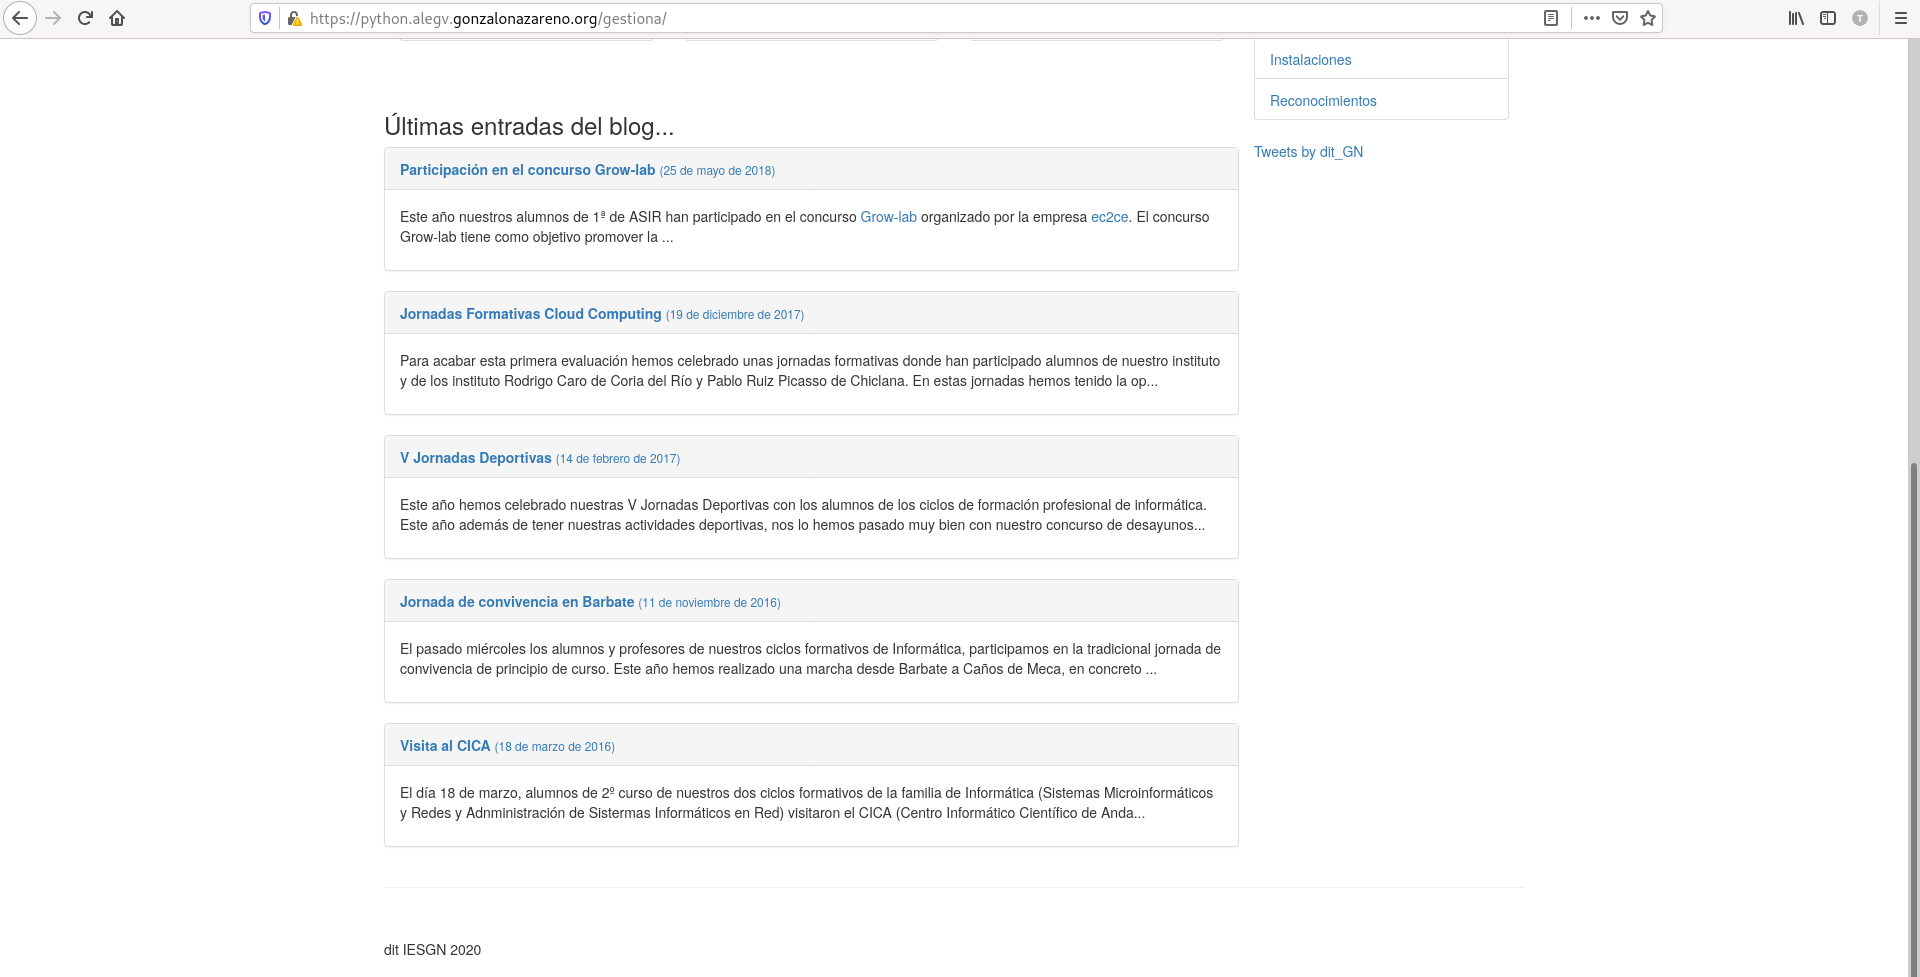 https://python.alegv.gonzalonazareno.org/gestiona/
T
Instalaciones
Reconocimientos
Tweets by dit_GN
Últimas entradas del blog...
Participación en el concurso Grow-lab (25 de mayo de 2018)
Este año nuestros alumnos de 1ª de ASIR han participado en el concurso Grow-lab organizado por la empresa ec2ce. El concurso
Grow-lab tiene como objetivo promover la ...
Jornadas Formativas Cloud Computing (19 de diciembre de 2017)
Para acabar esta primera evaluación hemos celebrado unas jornadas formativas donde han participado alumnos de nuestro instituto
y de los instituto Rodrigo Caro de Coria del Río y Pablo Ruiz Picasso de Chiclana. En estas jornadas hemos tenido la op...
V Jornadas Deportivas (14 de febrero de 2017)
Este año hemos celebrado nuestras V Jornadas Deportivas con los alumnos de los ciclos de formación profesional de informática.
Este año además de tener nuestras actividades deportivas, nos lo hemos pasado muy bien con nuestro concurso de desayunos...
Jornada de convivencia en Barbate (11 de noviembre de 2016)
El pasado miércoles los alumnos y profesores de nuestros ciclos formativos de Informática, participamos en la tradicional jornada de
convivencia de principio de curso. Este año hemos realizado una marcha desde Barbate a Caños de Meca, en concreto ...
Visita al CICA (18 de marzo de 2016)
El día 18 de marzo, alumnos de 2º curso de nuestros dos ciclos formativos de la familia de Informática (Sistemas Microinformáticos
y Redes y Adnministración de Sistermas Informáticos en Red) visitaron el CICA (Centro Informático Científico de Anda...
dit IESGN 2020